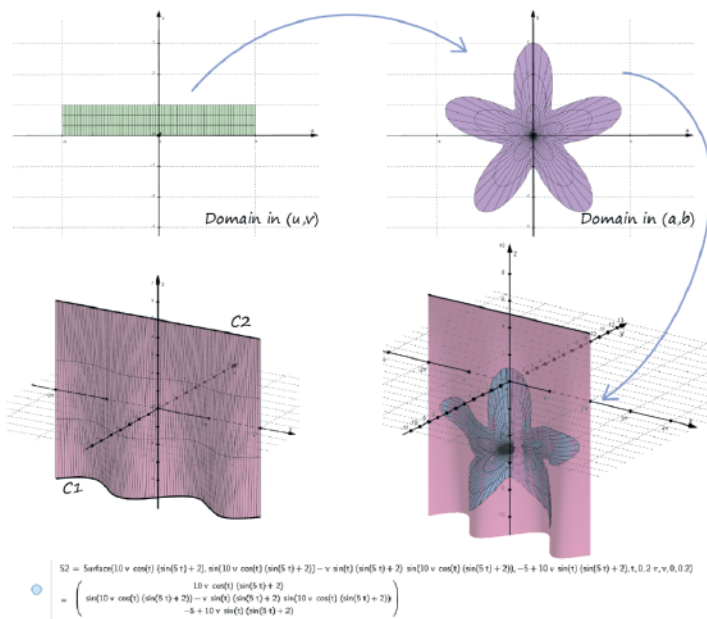 Domain in (u,v)
Domain in (a,b)
C2
C1
S2 = Surface(10 v cos(t) (sin(5 t)+2), sin(10 v cos(t) (sin(5 t)+2))−v sin(t) (sin(5 t)+2) sin(10 v cos(t) (sin(5 t)+2)), −5+10 v sin(t) (sin(5 t)+2), t, 0, 2 π, v, 0, 0.2)
10 v cos(t) (sin(5 t)+2)
= ( sin(10 v cos(t) (sin(5 t)+2))−v sin(t) (sin(5 t)+2) sin(10 v cos(t) (sin(5 t)+2)) )
−5+10 v sin(t) (sin(5 t)+2)